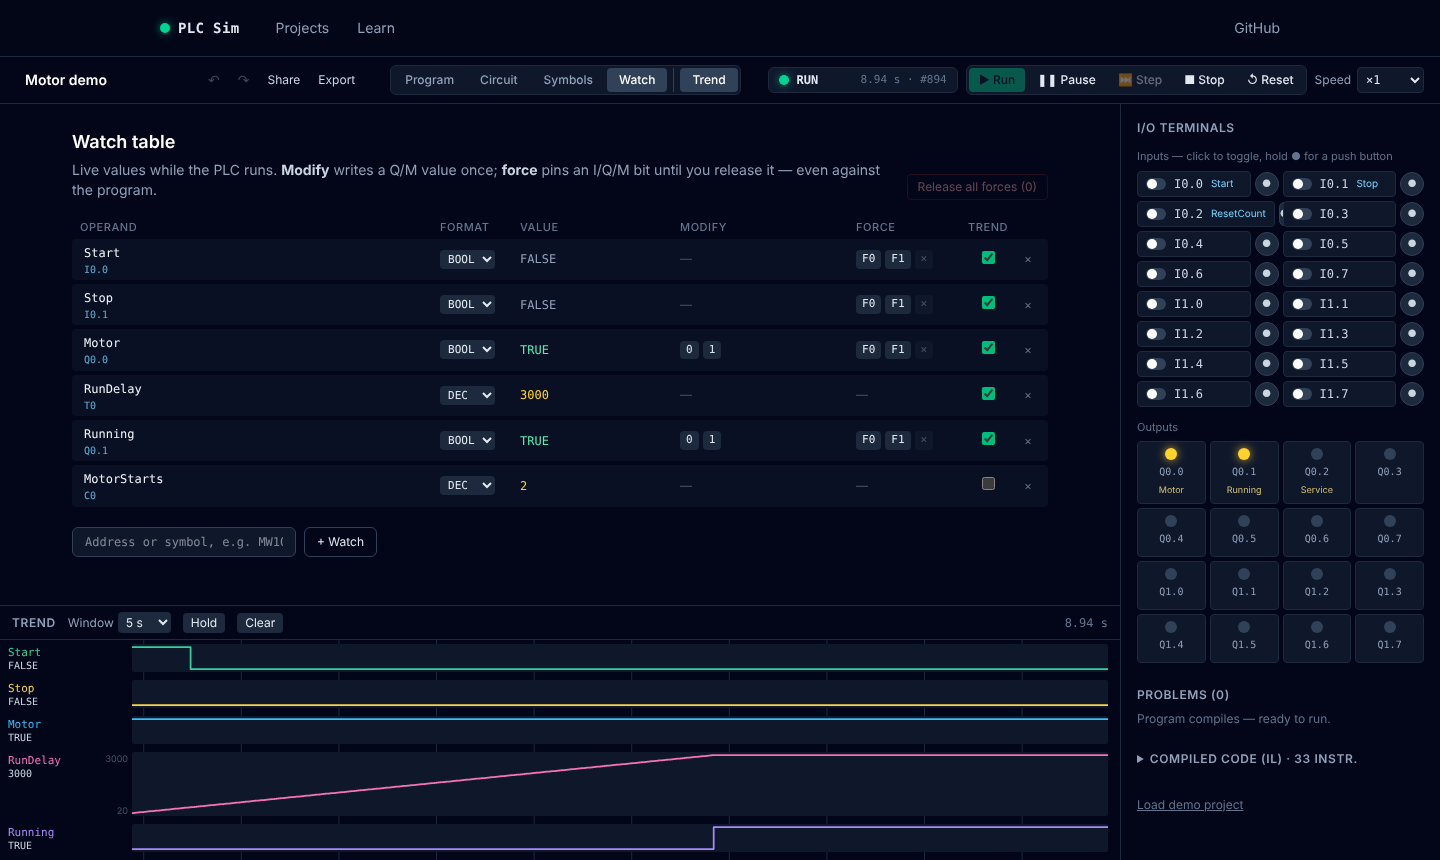 PLC Sim Projects Learn GitHub
Motor demo ↶ ↷ Share Export Program Circuit Symbols Watch Trend RUN 8.94 s · #894 ▶ Run ❚❚ Pause ⏩ Step ■ Stop ↺ Reset Speed ×1
Watch table
Live values while the PLC runs. Modify writes a Q/M value once; force pins an I/Q/M bit until you release it — even against
the program.
Release all forces (0)
OPERAND FORMAT VALUE MODIFY FORCE TREND
Start
I0.0
BOOL FALSE — F0 F1 × ×
Stop
I0.1
BOOL FALSE — F0 F1 × ×
Motor
Q0.0
BOOL TRUE 0 1 F0 F1 × ×
RunDelay
T0
DEC 3000 — — ×
Running
Q0.1
BOOL TRUE 0 1 F0 F1 × ×
MotorStarts
C0
DEC 2 — — ×
Address or symbol, e.g. MW10 + Watch
TREND Window 5 s Hold Clear 8.94 s
Start
FALSE
Stop
FALSE
Motor
TRUE
RunDelay
3000
3000
20
Running
TRUE
I/O TERMINALS
Inputs — click to toggle, hold ● for a push button
I0.0 Start I0.1 Stop
I0.2 ResetCount I0.3
I0.4 I0.5
I0.6 I0.7
I1.0 I1.1
I1.2 I1.3
I1.4 I1.5
I1.6 I1.7
Outputs
Q0.0 Q0.1 Q0.2 Q0.3
Motor Running Service
Q0.4 Q0.5 Q0.6 Q0.7
Q1.0 Q1.1 Q1.2 Q1.3
Q1.4 Q1.5 Q1.6 Q1.7
PROBLEMS (0)
Program compiles — ready to run.
▶ COMPILED CODE (IL) · 33 INSTR.
Load demo project